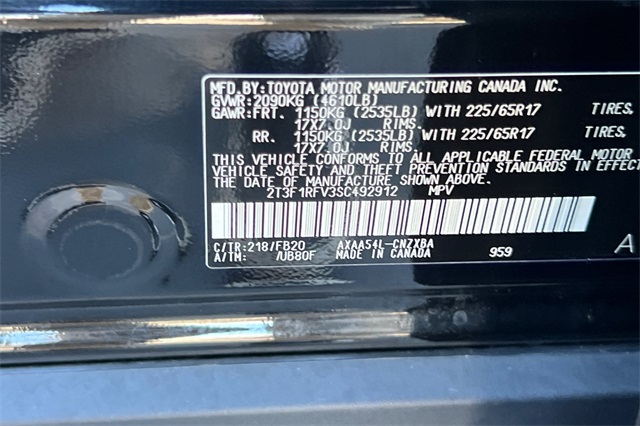 MFD.BY:TOYOTA MOTOR MANUFACTURING CANADA INC.
GVWR:2090KG (4610LB)
GAWR:FRT. 1150KG (2535LB) WITH 225/65R17 TIRES,
17X7.0J RIMS.
RR. 1150KG (2535LB) WITH 225/65R17 TIRES,
17X7.0J RIMS.
THIS VEHICLE CONFORMS TO ALL APPLICABLE FEDERAL MOTOR
VEHICLE SAFETY AND THEFT PREVENTION STANDARDS IN EFFECT
ON THE DATE OF MANUFACTURE SHOWN ABOVE.
2T3F1RFV3SC492912 MPV
C/TR:218/FB20 AXAA54L-CNZXBA
A/TM: /UB80F MADE IN CANADA 959 A